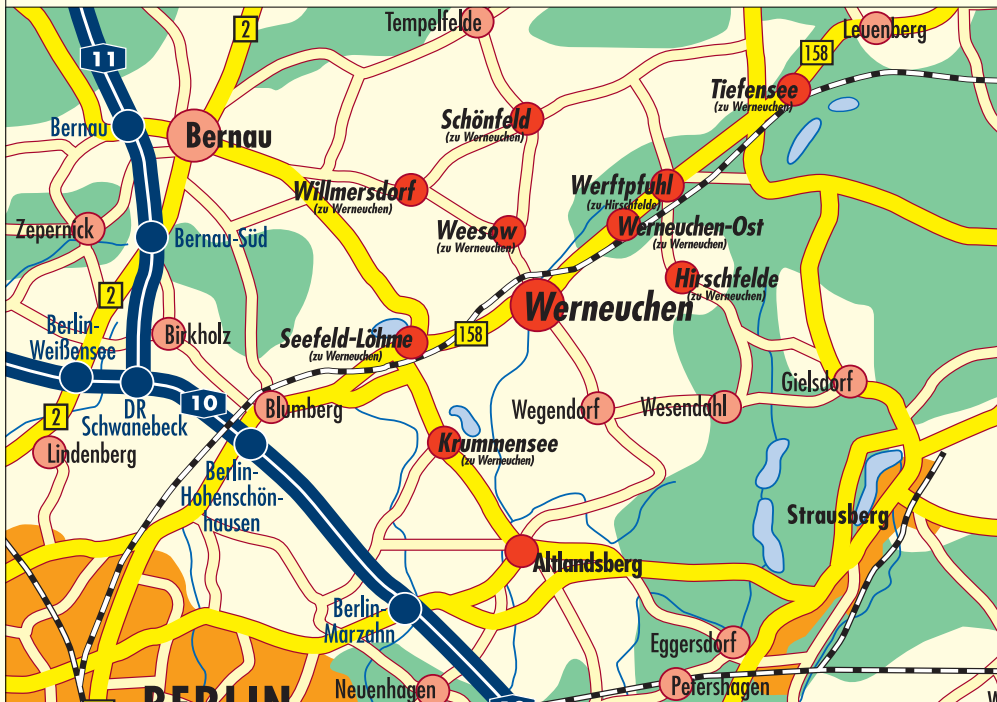 Tempelfelde
2
Leuenberg
11
158
Tiefensee
(zu Werneuchen)
Bernau
Bernau
Schönfeld
(zu Werneuchen)
Willmersdorf
(zu Werneuchen)
Werftpfuhl
(zu Hirschfelde)
Zepernick
Bernau-Süd
Weesow
(zu Werneuchen)
Werneuchen-Ost
(zu Werneuchen)
2
Hirschfelde
(zu Werneuchen)
Werneuchen
Berlin-
Weißensee
Birkholz
Seefeld-Löhme
(zu Werneuchen)
158
DR
Schwanebeck
10
Blumberg
Wegendorf
Wesendahl
Gielsdorf
2
Lindenberg
Krummensee
(zu Werneuchen)
Berlin-
Hohenschön-
hausen
Strausberg
Altlandsberg
Berlin-
Marzahn
Eggersdorf
Neuenhagen
Petershagen
BERLIN